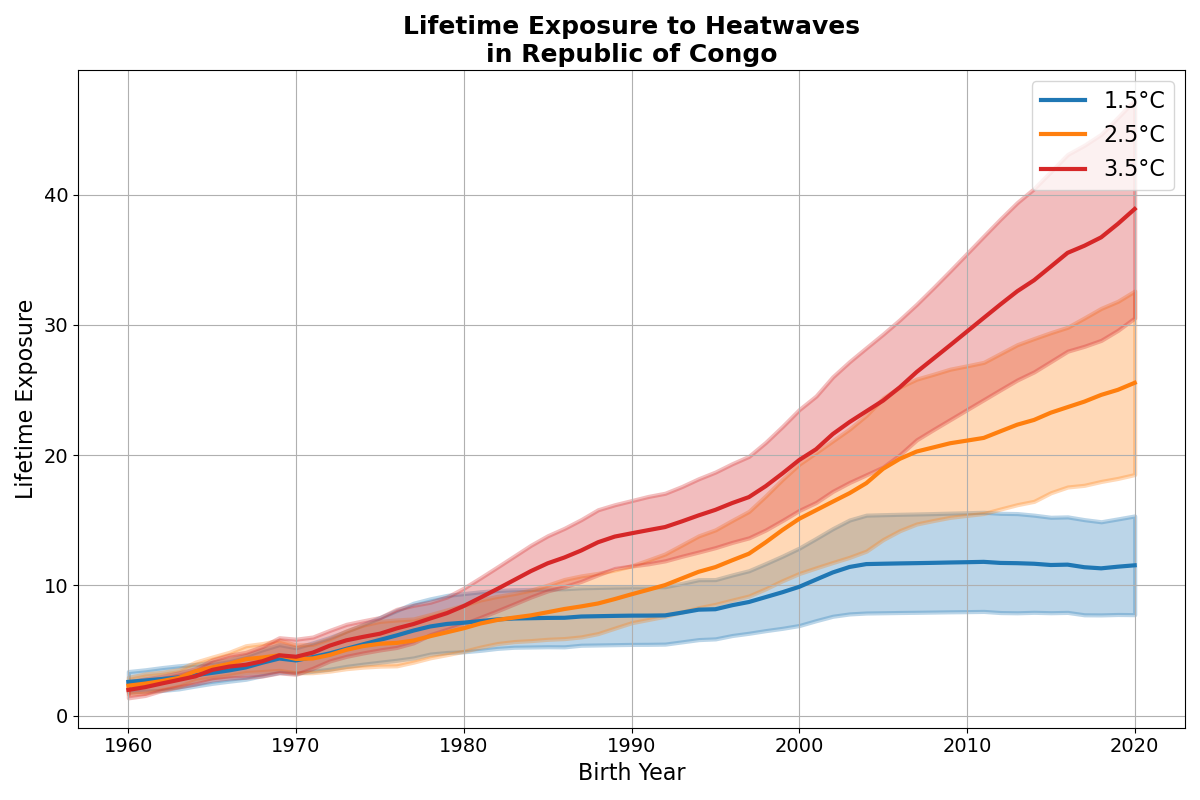 Lifetime Exposure to Heatwaves
in Republic of Congo
Lifetime Exposure
40
30
20
10
0
1.5°C
2.5°C
3.5°C
1960
1970
1980
1990
2000
2010
2020
Birth Year